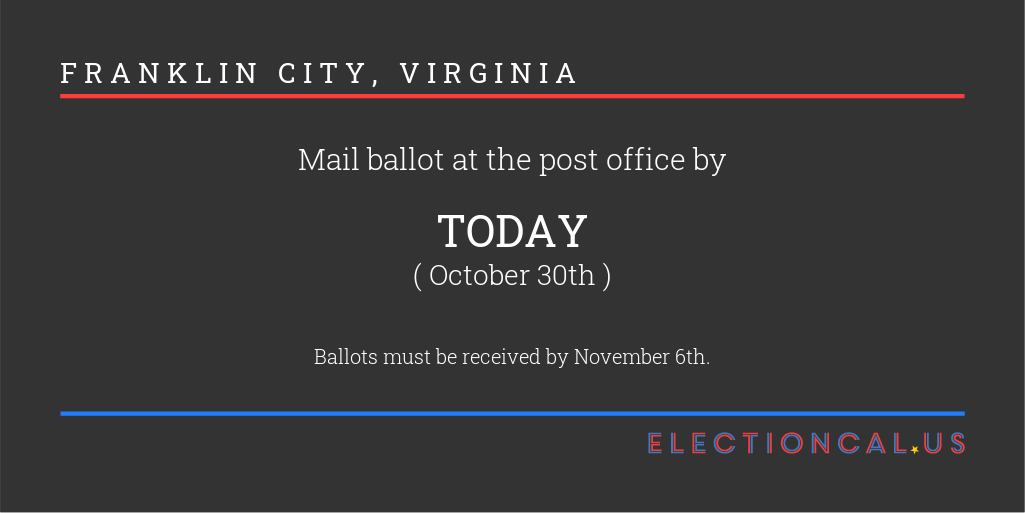 FRANKLIN CITY, VIRGINIA
Mail ballot at the post office by
TODAY
( October 30th )
Ballots must be received by November 6th.
ELECTIONCAL.US